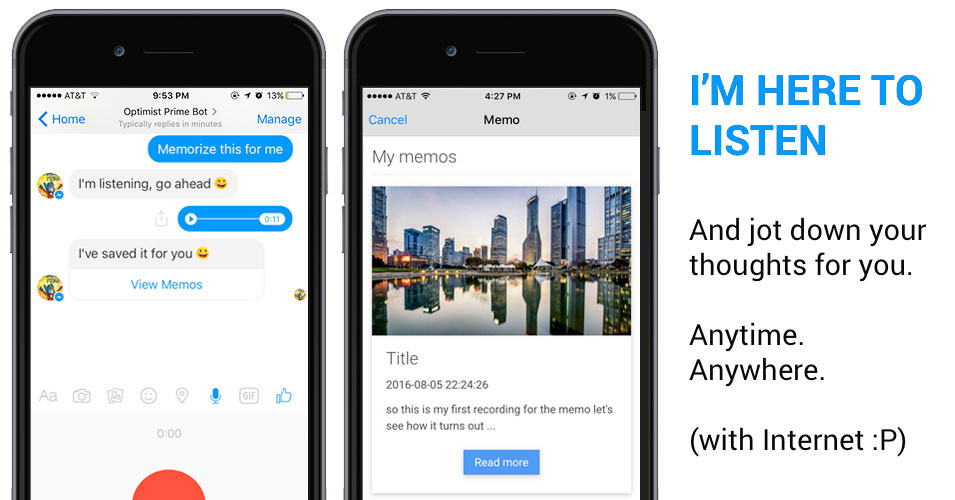 AT&T 9:53 PM 13%
Home
Optimist Prime Bot >
Typically replies in minutes
Manage
Memorize this for me
I'm listening, go ahead 😀
0:11
I've saved it for you 😀
View Memos
Aa GIF
0:00
AT&T 4:27 PM 1%
Cancel Memo
My memos
Title
2016-08-05 22:24:26
so this is my first recording for the memo let's
see how it turns out ...
Read more
I'M HERE TO
LISTEN
And jot down your
thoughts for you.
Anytime.
Anywhere.
(with Internet :P)